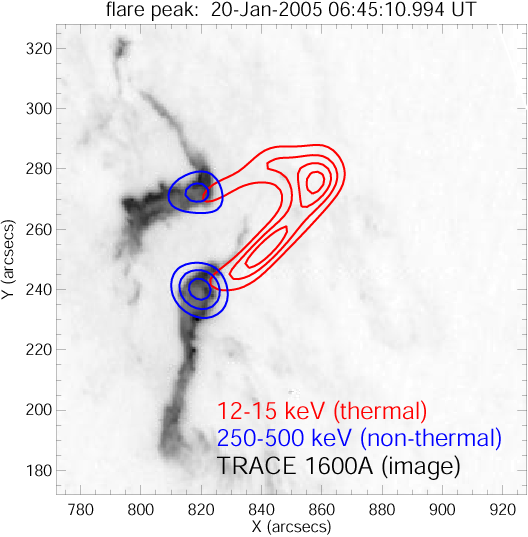 flare peak: 20-Jan-2005 06:45:10.994 UT
320
300
280
260
240
220
200
180
Y (arcsecs)
12-15 keV (thermal)
250-500 keV (non-thermal)
TRACE 1600A (image)
780 800 820 840 860 880 900 920
X (arcsecs)